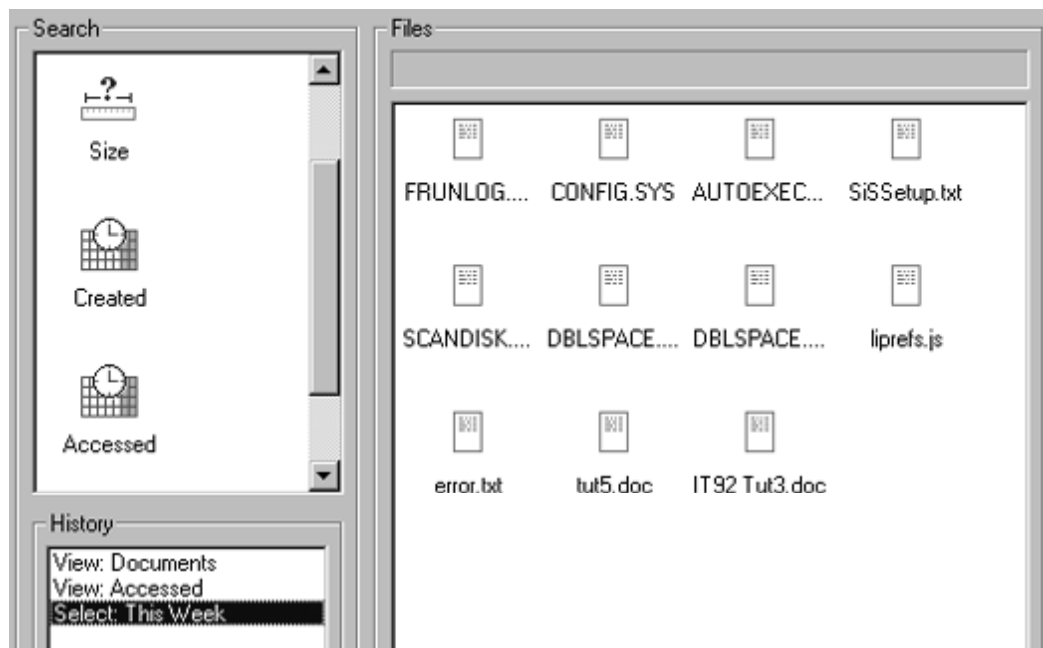 Search
Size
Created
Accessed
History
View: Documents
View: Accessed
Select: This Week
Files
FRUNLOG.... CONFIG.SYS AUTOEXEC... SiSSetup.txt
SCANDISK.... DBLSPACE.... DBLSPACE.... liprefs.js
error.txt tut5.doc IT92 Tut3.doc